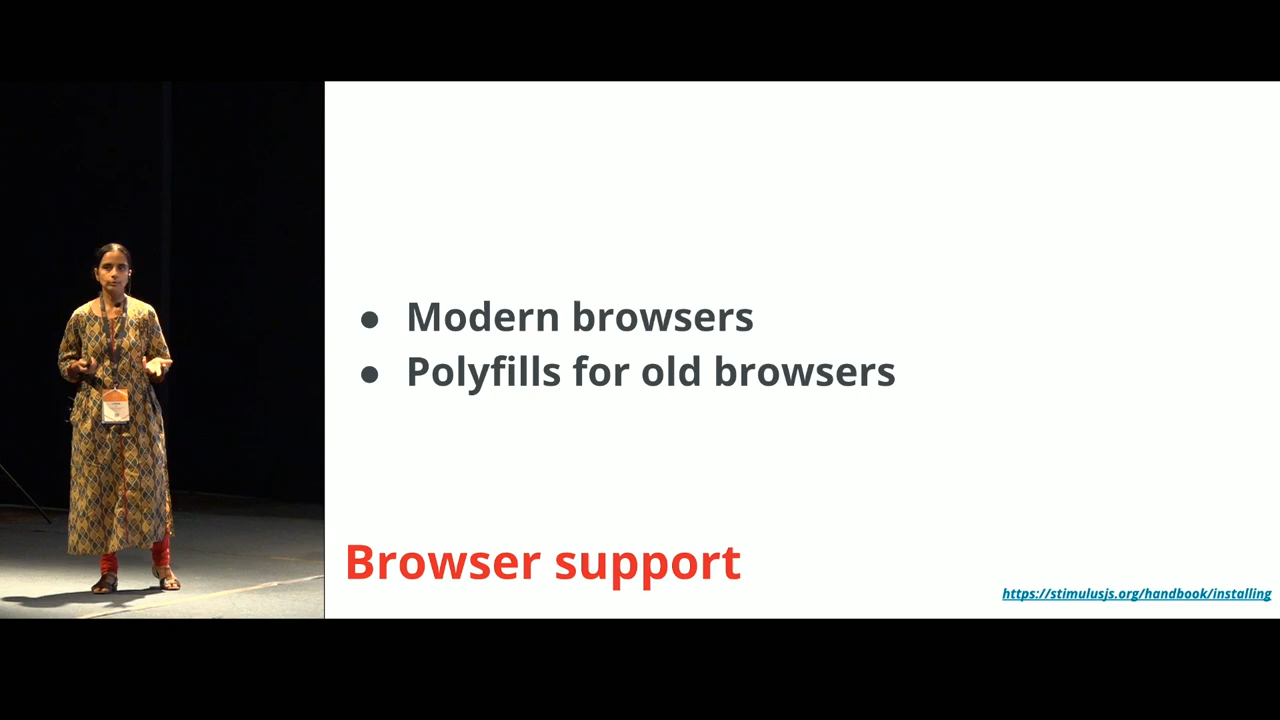 ● Modern browsers
● Polyfills for old browsers
Browser support
https://stimulusjs.org/handbook/installing